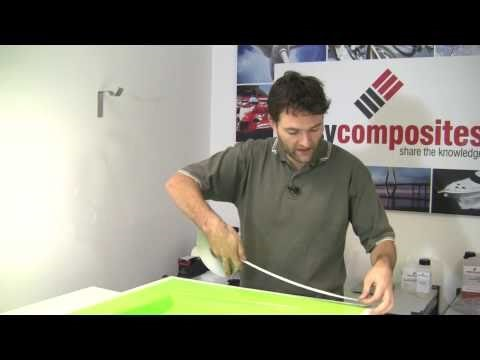 ycomposites
share the knowledge